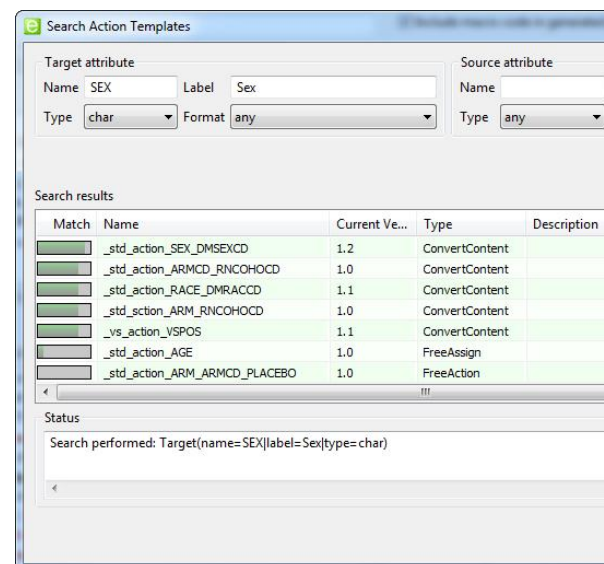 Search Action Templates
Target attribute
Source attribute
Name SEX Label Sex
Name
Type char Format any
Type any
Search results
Match Name Current Ve... Type Description
_std_action_SEX_DMSEXCD 1.2 ConvertContent
_std_action_ARMCD_RNCOHOCD 1.0 ConvertContent
_std_action_RACE_DMRACCD 1.1 ConvertContent
_std_sction_ARM_RNCOHOCD 1.0 ConvertContent
_vs_action_VSPOS 1.1 ConvertContent
_std_action_AGE 1.0 FreeAssign
_std_action_ARM_ARMCD_PLACEBO 1.0 FreeAction
Status
Search performed: Target(name=SEX|label=Sex|type=char)